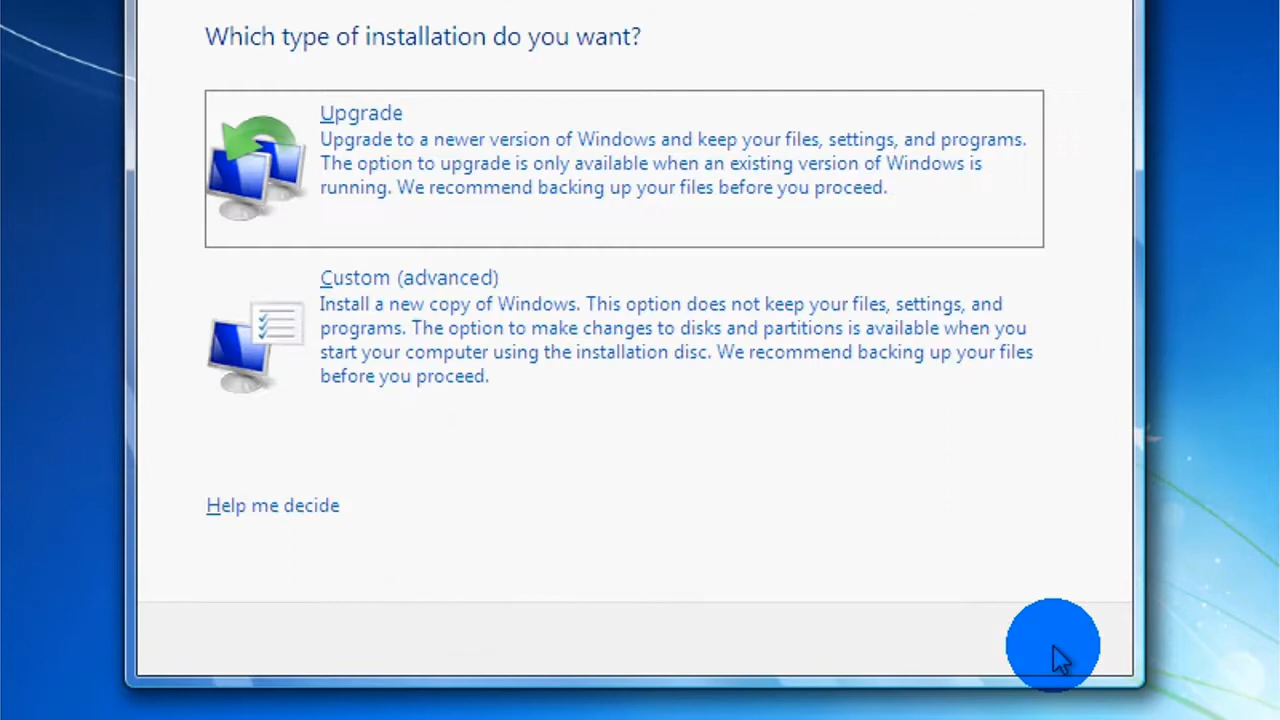 Which type of installation do you want?
Upgrade
Upgrade to a newer version of Windows and keep your files, settings, and programs.
The option to upgrade is only available when an existing version of Windows is
running. We recommend backing up your files before you proceed.
Custom (advanced)
Install a new copy of Windows. This option does not keep your files, settings, and
programs. The option to make changes to disks and partitions is available when you
start your computer using the installation disc. We recommend backing up your files
before you proceed.
Help me decide